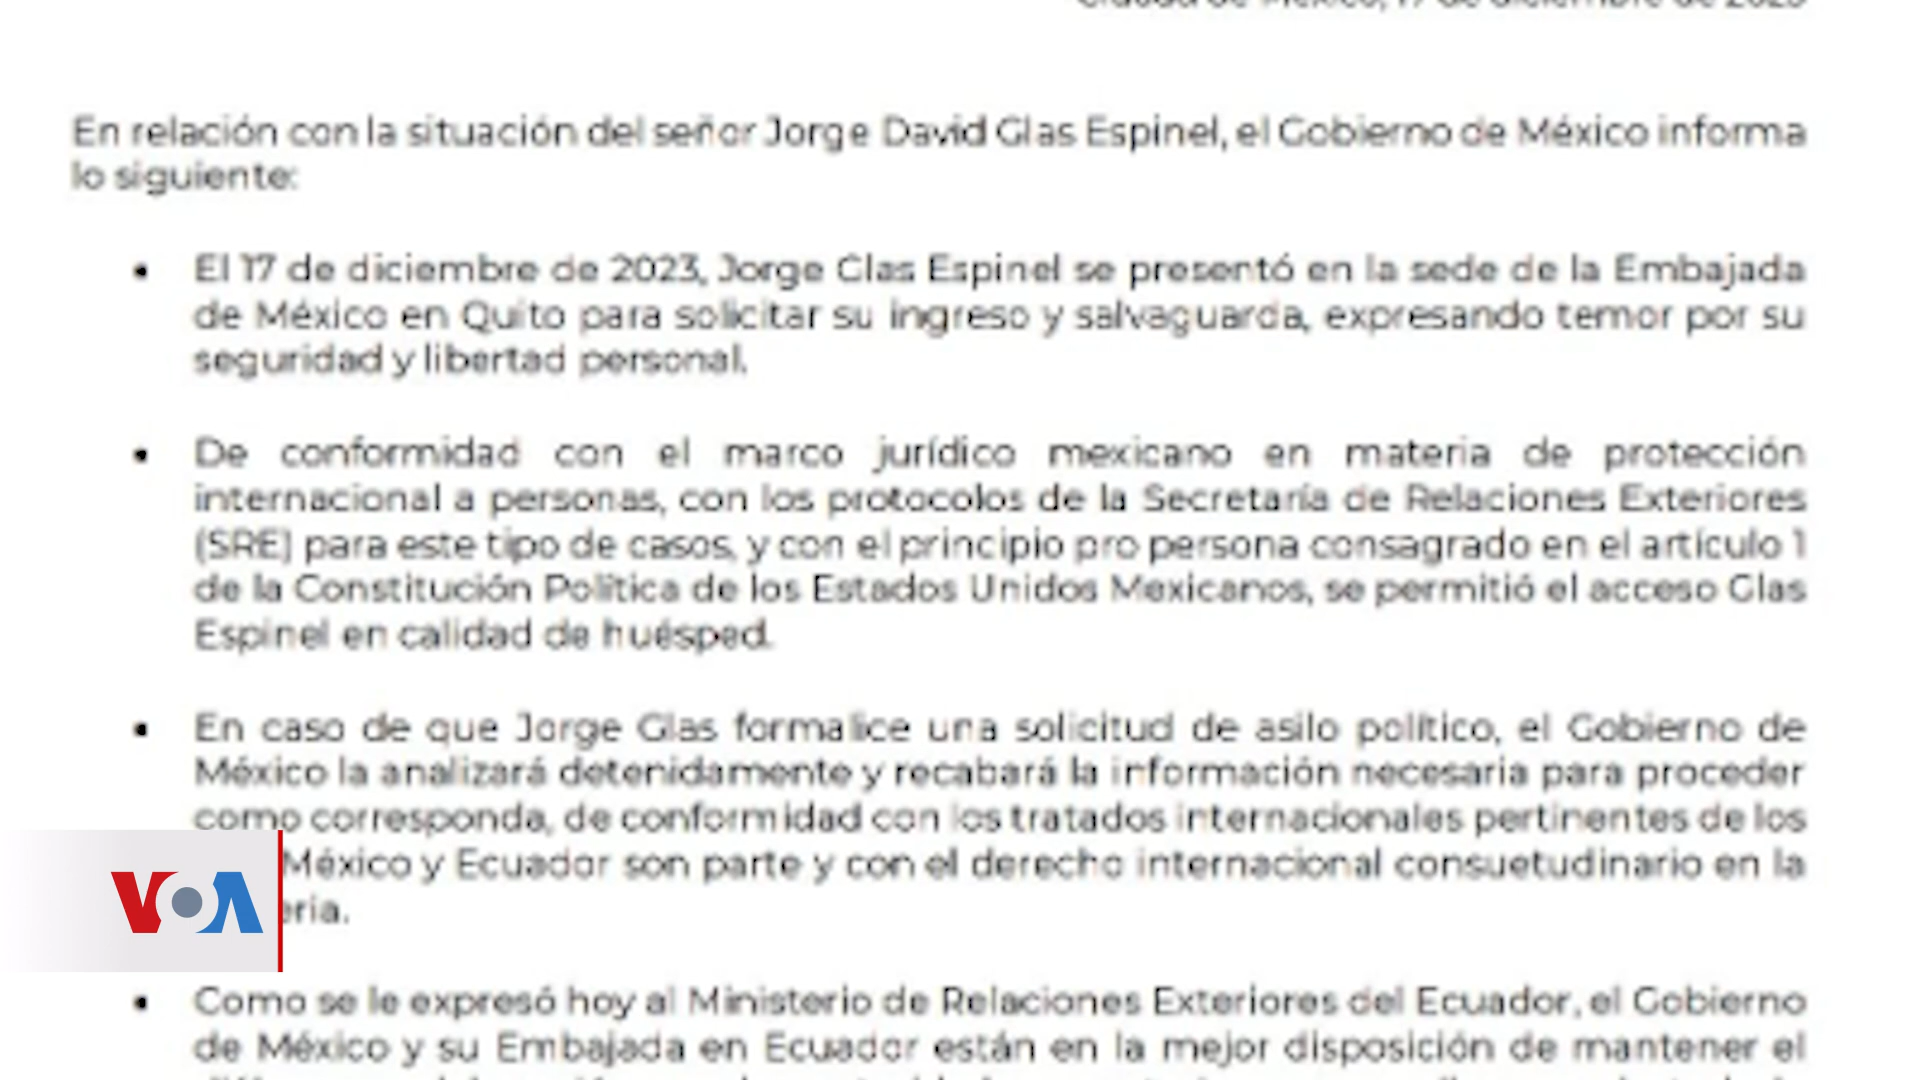 Ciudad de México, 17 de diciembre de 2023
En relación con la situación del señor Jorge David Glas Espinel, el Gobierno de México informa
lo siguiente:
• El 17 de diciembre de 2023, Jorge Glas Espinel se presentó en la sede de la Embajada
de México en Quito para solicitar su ingreso y salvaguarda, expresando temor por su
seguridad y libertad personal.
• De conformidad con el marco jurídico mexicano en materia de protección
internacional a personas, con los protocolos de la Secretaría de Relaciones Exteriores
(SRE) para este tipo de casos, y con el principio pro persona consagrado en el artículo 1
de la Constitución Política de los Estados Unidos Mexicanos, se permitió el acceso Glas
Espinel en calidad de huésped.
• En caso de que Jorge Glas formalice una solicitud de asilo político, el Gobierno de
México la analizará detenidamente y recabará la información necesaria para proceder
como corresponda, de conformidad con los tratados internacionales pertinentes de los
México y Ecuador son parte y con el derecho internacional consuetudinario en la
eria.
VOA
• Como se le expresó hoy al Ministerio de Relaciones Exteriores del Ecuador, el Gobierno
de México y su Embajada en Ecuador están en la mejor disposición de mantener el